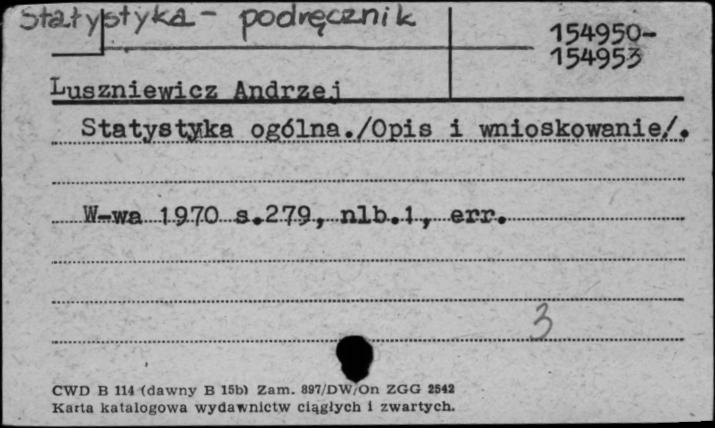 Statystyka - podręcznik
154950-
154953
Luszniewicz Andrzej
Statystyka ogólna./Opis i wnioskowanie/.
W-wa 1970 s.279, nlb.1, err.
3
CWD B 114 (dawny B 15b) Zam. 897/DW/On ZGG 2542
Karta katalogowa wydawnictw ciągłych i zwartych.